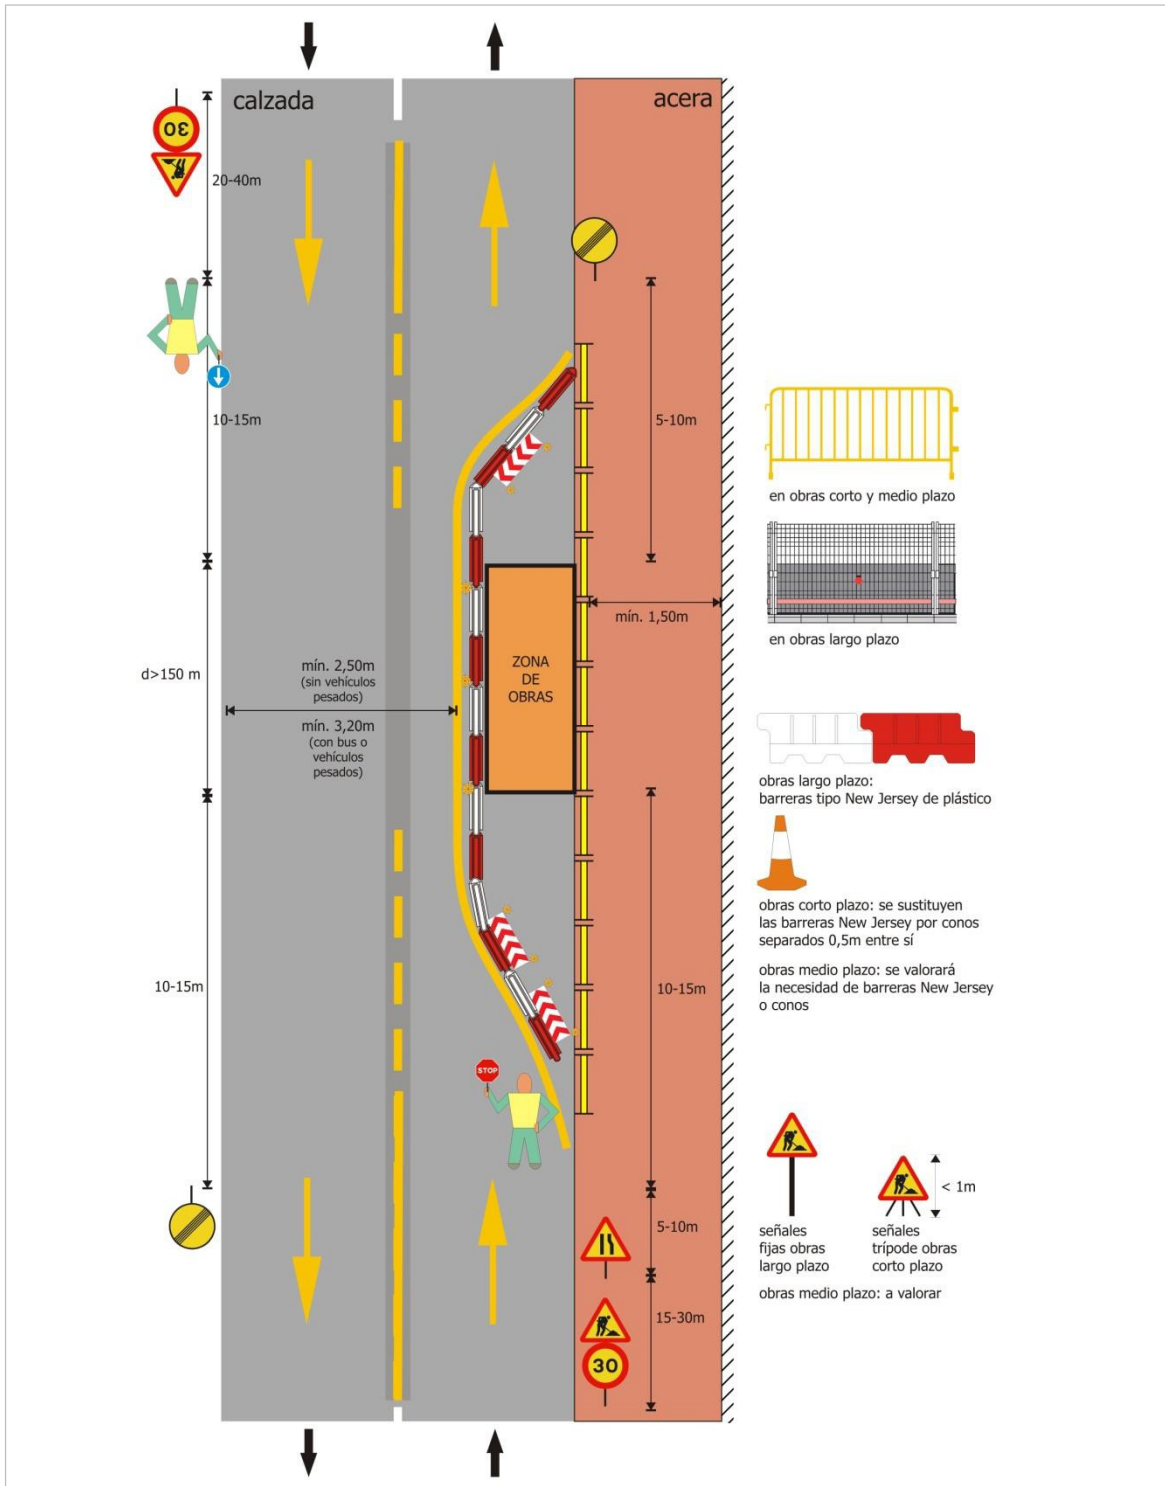 calzada
acera
30
20-40m
10-15m
5-10m
en obras corto y medio plazo
mín. 1,50m
en obras largo plazo
d>150 m
mín. 2,50m
(sin vehículos
pesados)
mín. 3,20m
(con bus o
vehículos
pesados)
ZONA
DE
OBRAS
obras largo plazo:
barreras tipo New Jersey de plástico
obras corto plazo: se sustituyen
las barreras New Jersey por conos
separados 0,5m entre sí
obras medio plazo: se valorará
la necesidad de barreras New Jersey
o conos
10-15m
10-15m
STOP
5-10m
15-30m
30
< 1m
señales
fijas obras
largo plazo
señales
trípode obras
corto plazo
obras medio plazo: a valorar